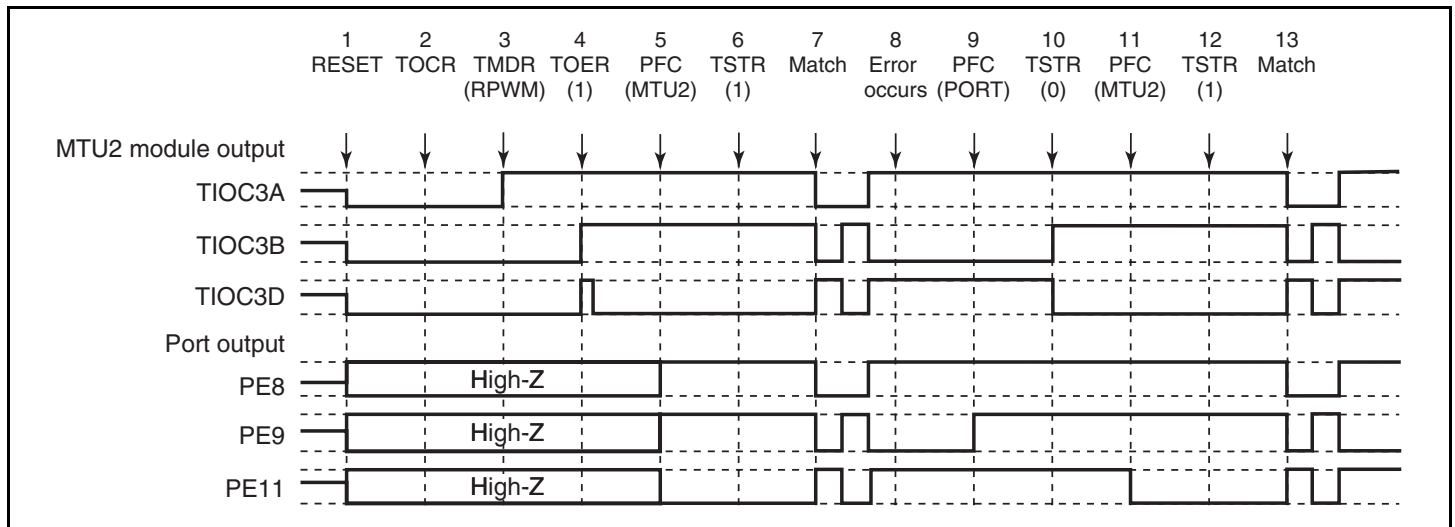 1 2 3 4 5 6 7 8 9 10 11 12 13
RESET TOCR TMDR TOER PFC TSTR Match Error PFC TSTR PFC TSTR Match
(RPWM) (1) (MTU2) (1) occurs (PORT) (0) (MTU2) (1)
MTU2 module output
TIOC3A
TIOC3B
TIOC3D
Port output
PE8 High-Z
PE9 High-Z
PE11 High-Z